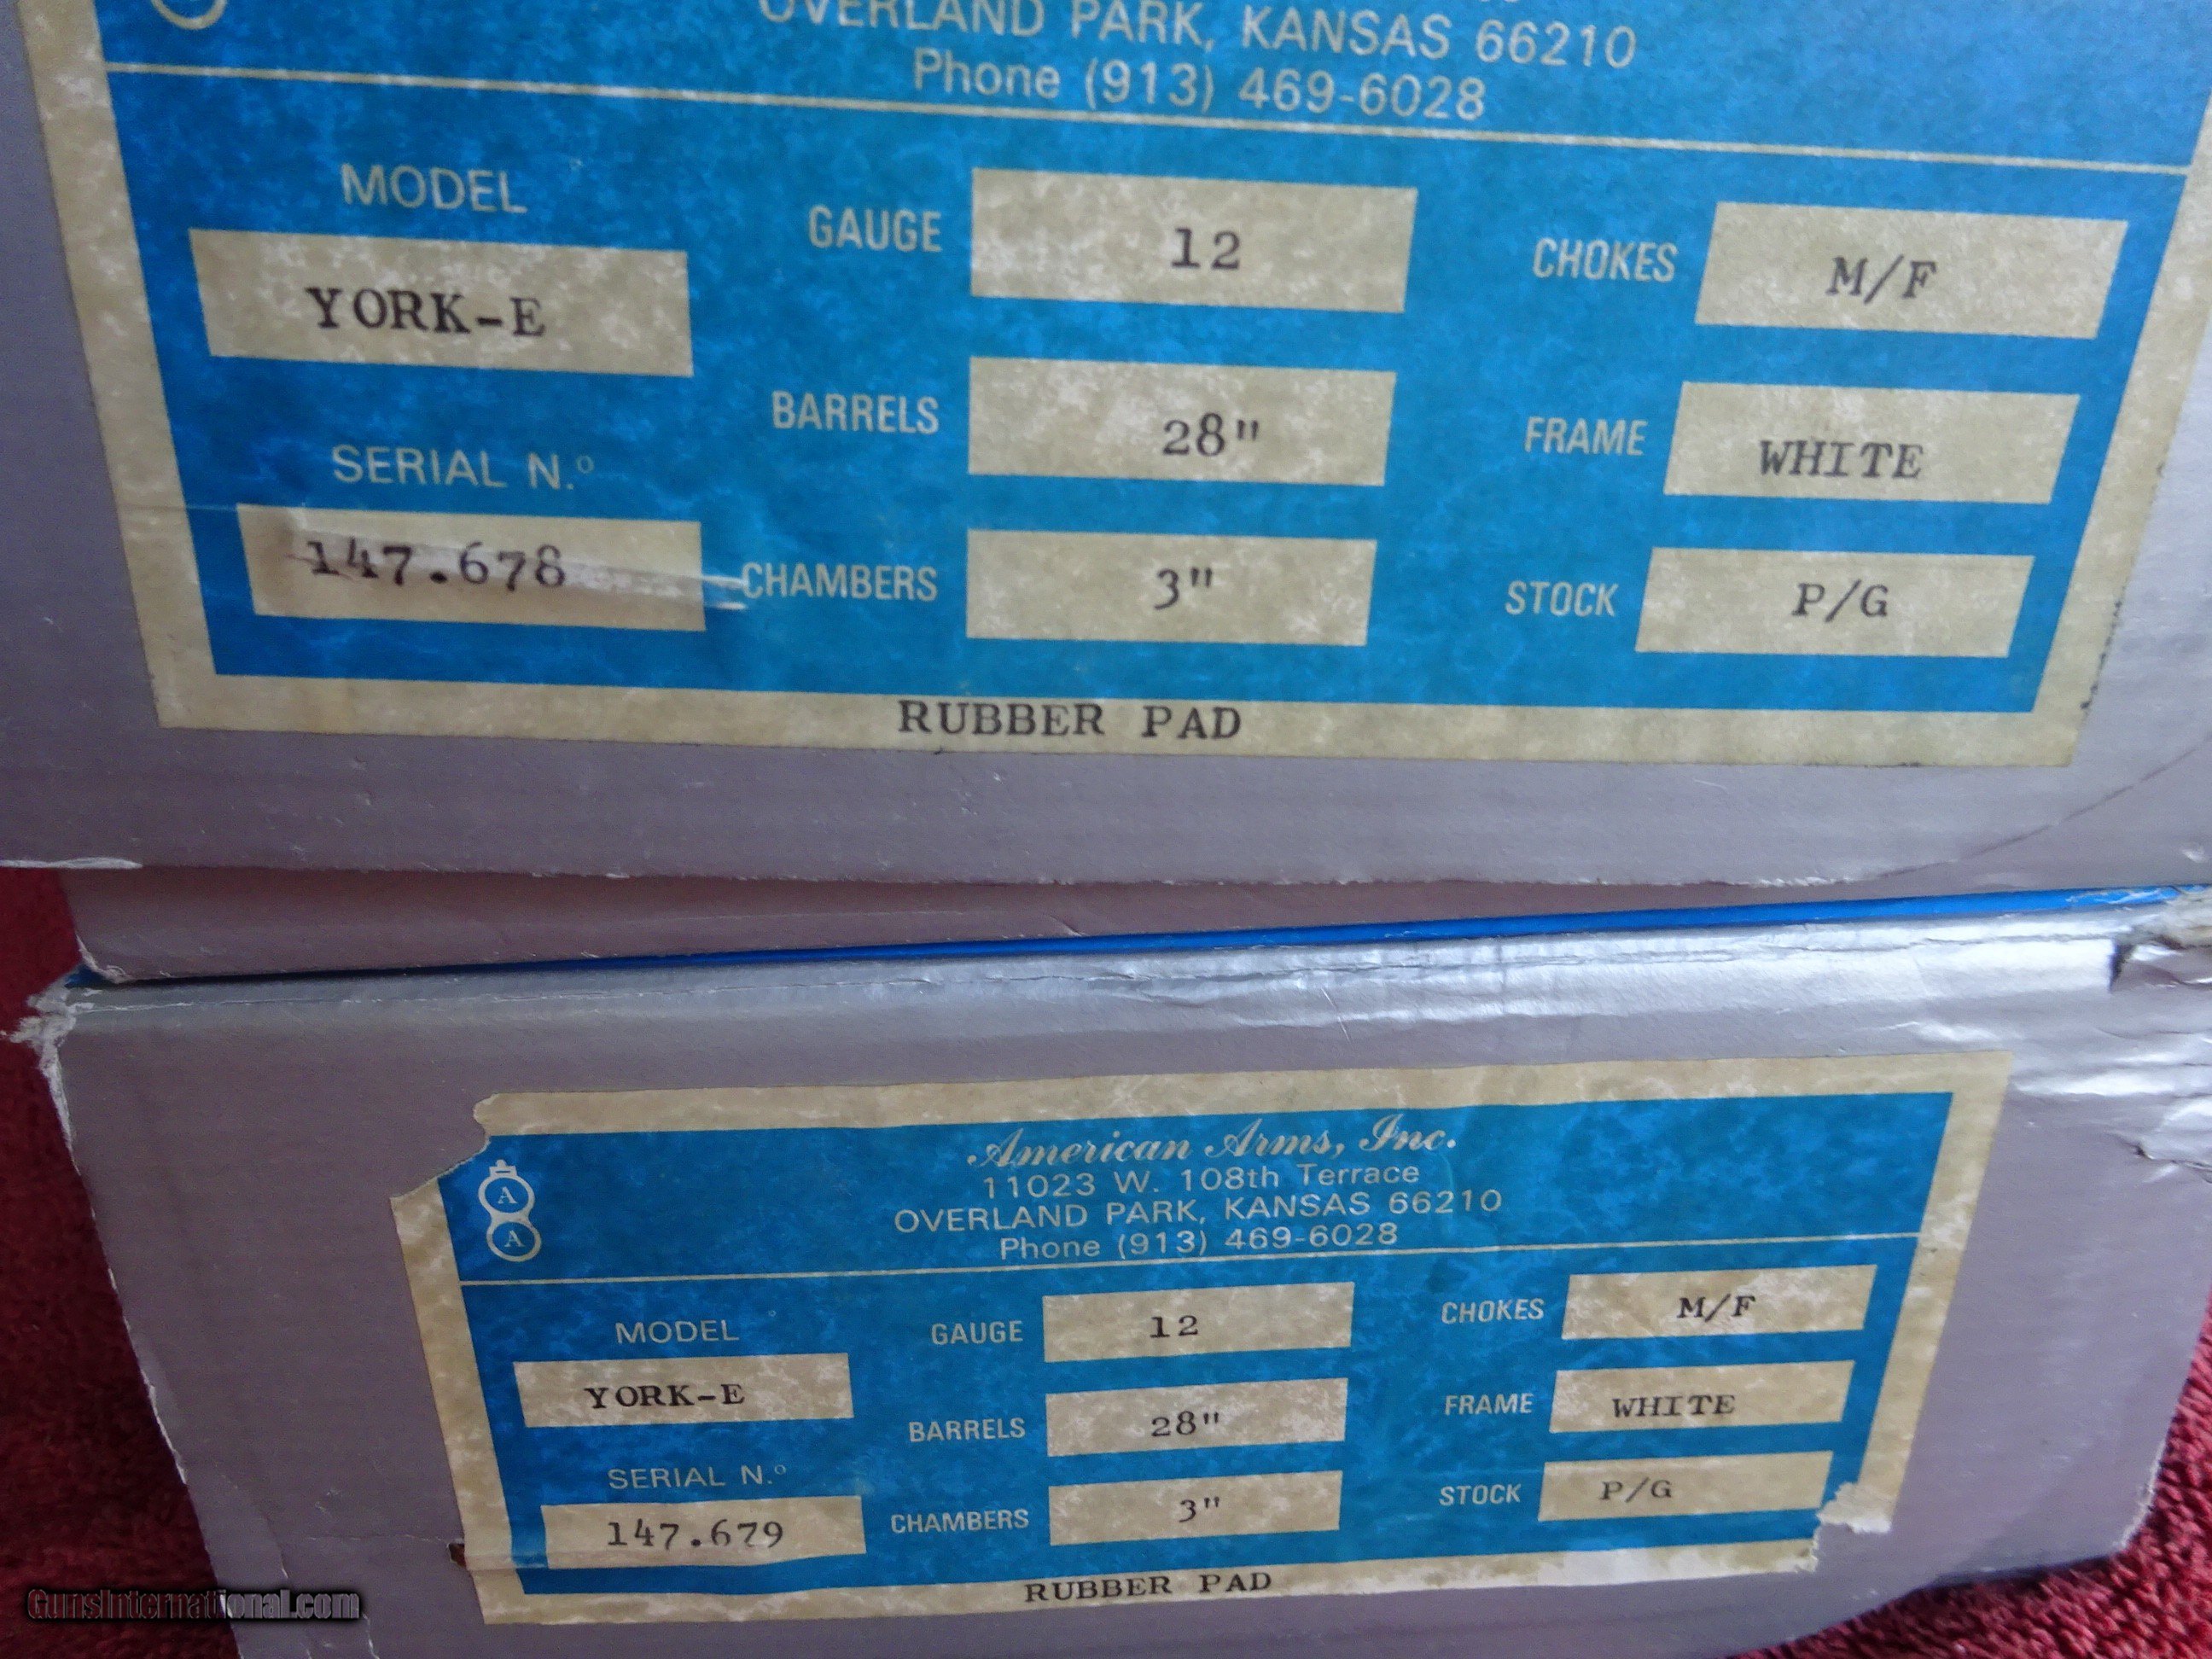 OVERLAND PARK, KANSAS 66210
Phone (913) 469-6028
MODEL
YORK-E
SERIAL N.º
147.678
GAUGE 12
BARRELS 28"
CHAMBERS 3"
CHOKES M/F
FRAME WHITE
STOCK P/G
RUBBER PAD
A
A
American Arms, Inc.
11023 W. 108th Terrace
OVERLAND PARK, KANSAS 66210
Phone (913) 469-6028
MODEL
YORK-E
SERIAL N.º
147.679
GAUGE 12
BARRELS 28"
CHAMBERS 3"
CHOKES M/F
FRAME WHITE
STOCK P/G
RUBBER PAD
GunsInternational.com